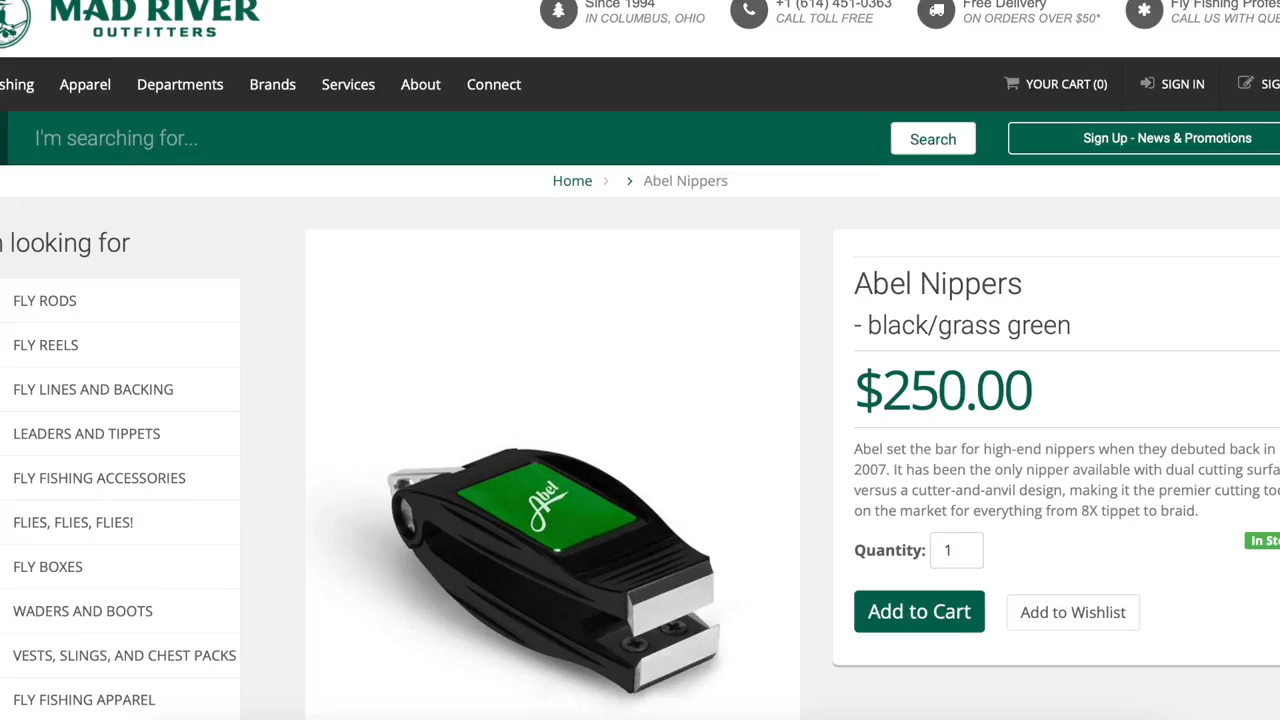 MAD RIVER
OUTFITTERS
Since 1994
IN COLUMBUS, OHIO
+1 (614) 451-0363
CALL TOLL FREE
Free Delivery
ON ORDERS OVER $50*
Fly Fishing Profes
CALL US WITH QUE
shing
Apparel
Departments
Brands
Services
About
Connect
YOUR CART (0)
SIGN IN
SIG
I'm searching for...
Search
Sign Up - News & Promotions
Home > > Abel Nippers
looking for
FLY RODS
FLY REELS
FLY LINES AND BACKING
LEADERS AND TIPPETS
FLY FISHING ACCESSORIES
FLIES, FLIES, FLIES!
FLY BOXES
WADERS AND BOOTS
VESTS, SLINGS, AND CHEST PACKS
FLY FISHING APPAREL
Abel
Abel Nippers
- black/grass green
$250.00
Abel set the bar for high-end nippers when they debuted back in
2007. It has been the only nipper available with dual cutting surfa
versus a cutter-and-anvil design, making it the premier cutting too
on the market for everything from 8X tippet to braid.
Quantity: 1
In Sto
Add to Cart
Add to Wishlist